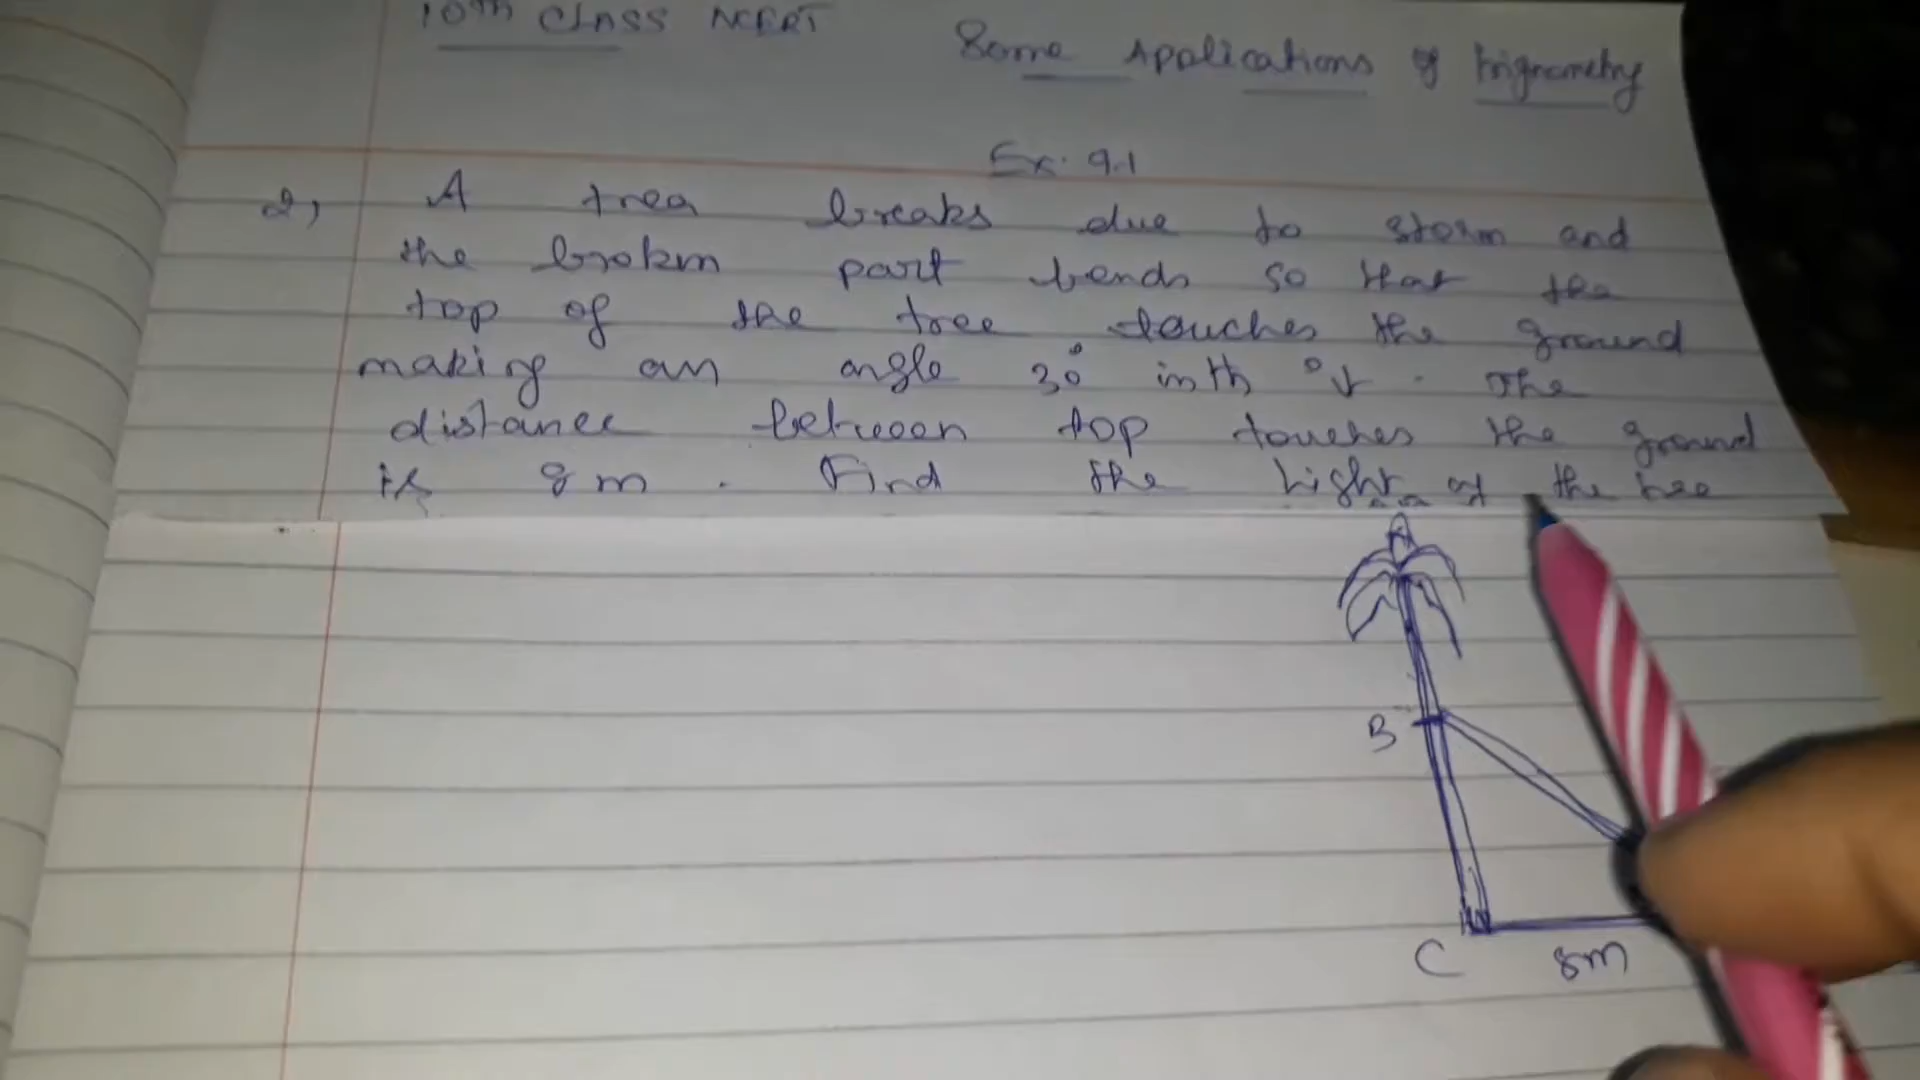 10th CLASS NCERT
Some Applications of trignometry
Ex. 9.1
2, A tree breaks due to storm and
the broken part bends so that the
top of the tree touches the ground
making an angle 30° with it. The
distance between top touches the ground
is 8m. Find the hight of the tree
B
C
8m